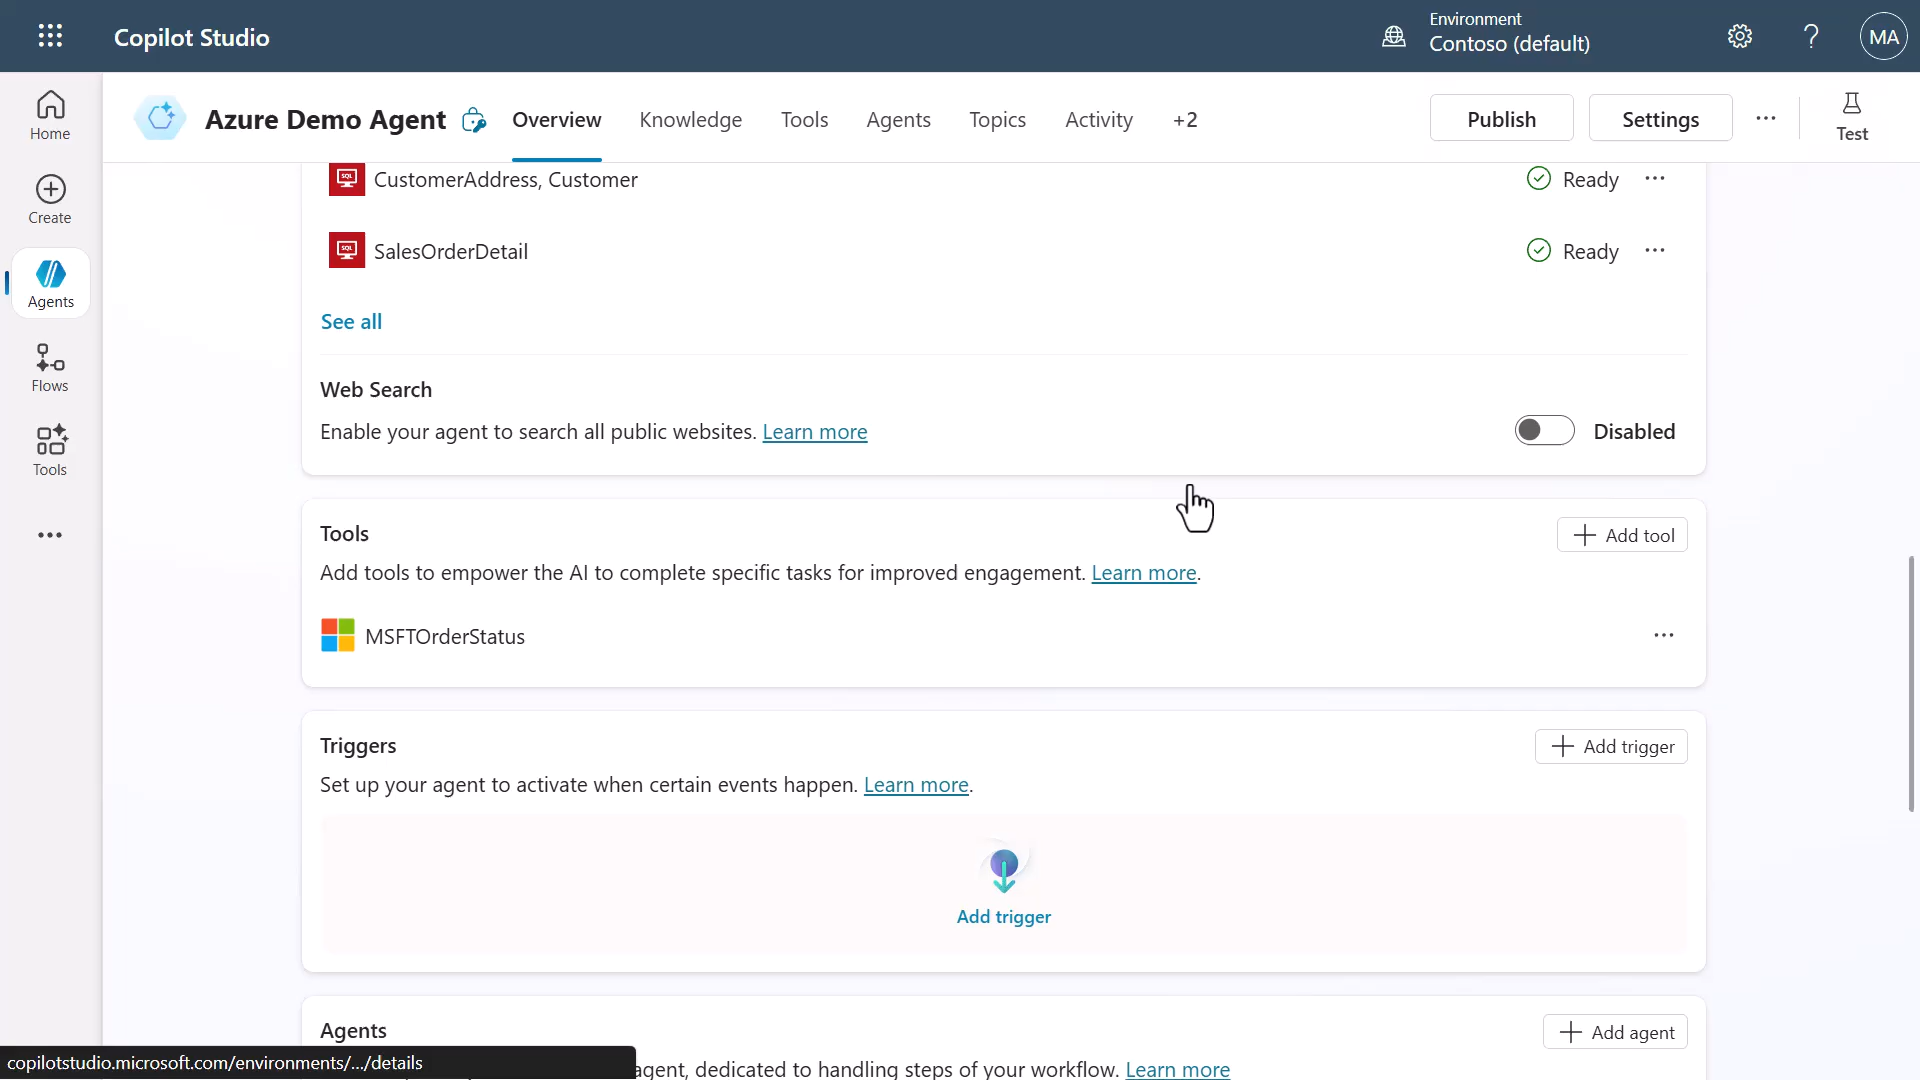 Copilot Studio
Environment
Contoso (default)
MA
Home
Create
Agents
Flows
Tools
Azure Demo Agent
Overview
Knowledge
Tools
Agents
Topics
Activity
+2
Publish
Settings
Test
SQL
CustomerAddress, Customer
Ready
SQL
SalesOrderDetail
Ready
See all
Web Search
Enable your agent to search all public websites. Learn more
Disabled
Tools
Add tool
Add tools to empower the AI to complete specific tasks for improved engagement. Learn more.
MSFTOrderStatus
Triggers
Add trigger
Set up your agent to activate when certain events happen. Learn more.
Add trigger
Agents
Add agent
agent, dedicated to handling steps of your workflow. Learn more
copilotstudio.microsoft.com/environments/.../details